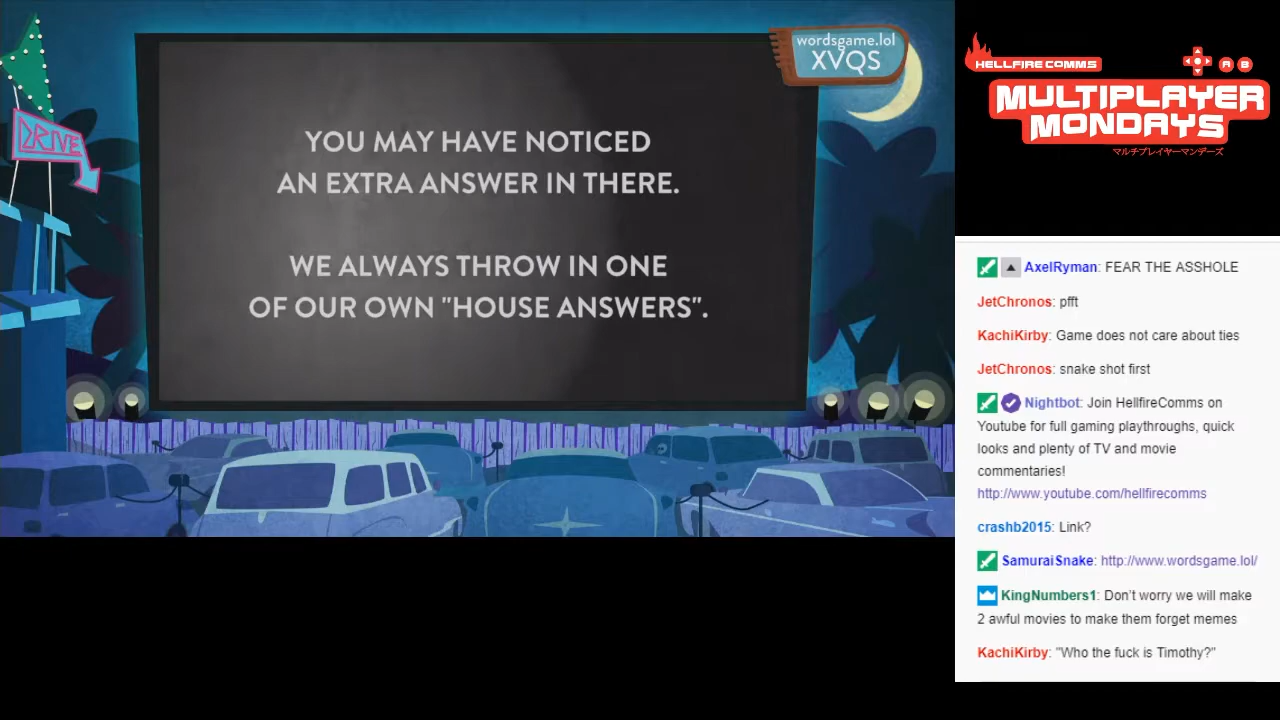 DRIVE
wordsgame.lol
XVQS
YOU MAY HAVE NOTICED
AN EXTRA ANSWER IN THERE.
WE ALWAYS THROW IN ONE
OF OUR OWN "HOUSE ANSWERS".
HELLFIRECOMMS
A B
MULTIPLAYER
MONDAYS
マルチプレイヤーマンデーズ
AxelRyman: FEAR THE ASSHOLE
JetChronos: pfft
KachiKirby: Game does not care about ties
JetChronos: snake shot first
Nightbot: Join HellfireComms on
Youtube for full gaming playthroughs, quick
looks and plenty of TV and movie
commentaries!
http://www.youtube.com/hellfirecomms
crashb2015: Link?
SamuraiSnake: http://www.wordsgame.lol/
KingNumbers1: Don't worry we will make
2 awful movies to make them forget memes
KachiKirby: "Who the fuck is Timothy?"